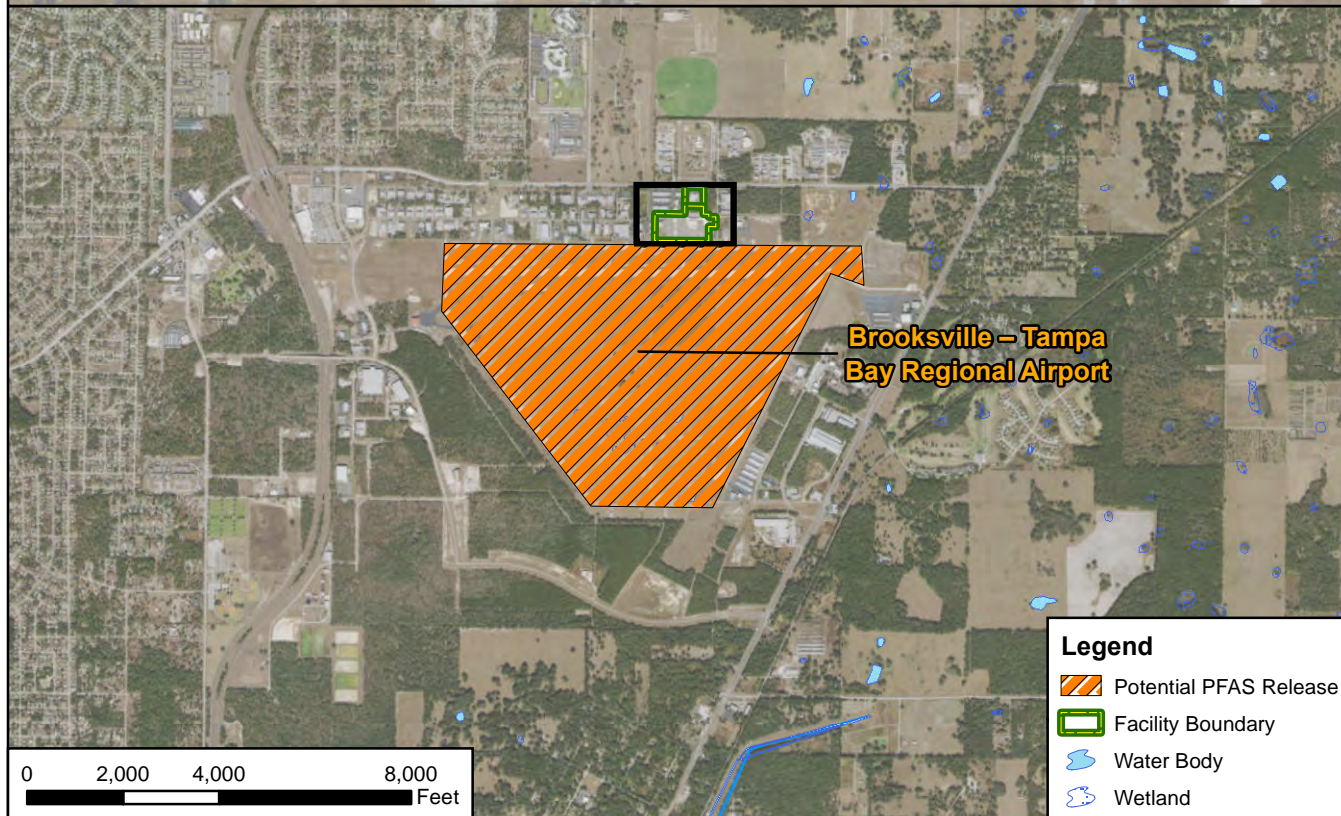 Brooksville – Tampa
Bay Regional Airport
Legend
Potential PFAS Release
Facility Boundary
Water Body
Wetland
0 2,000 4,000 8,000
Feet